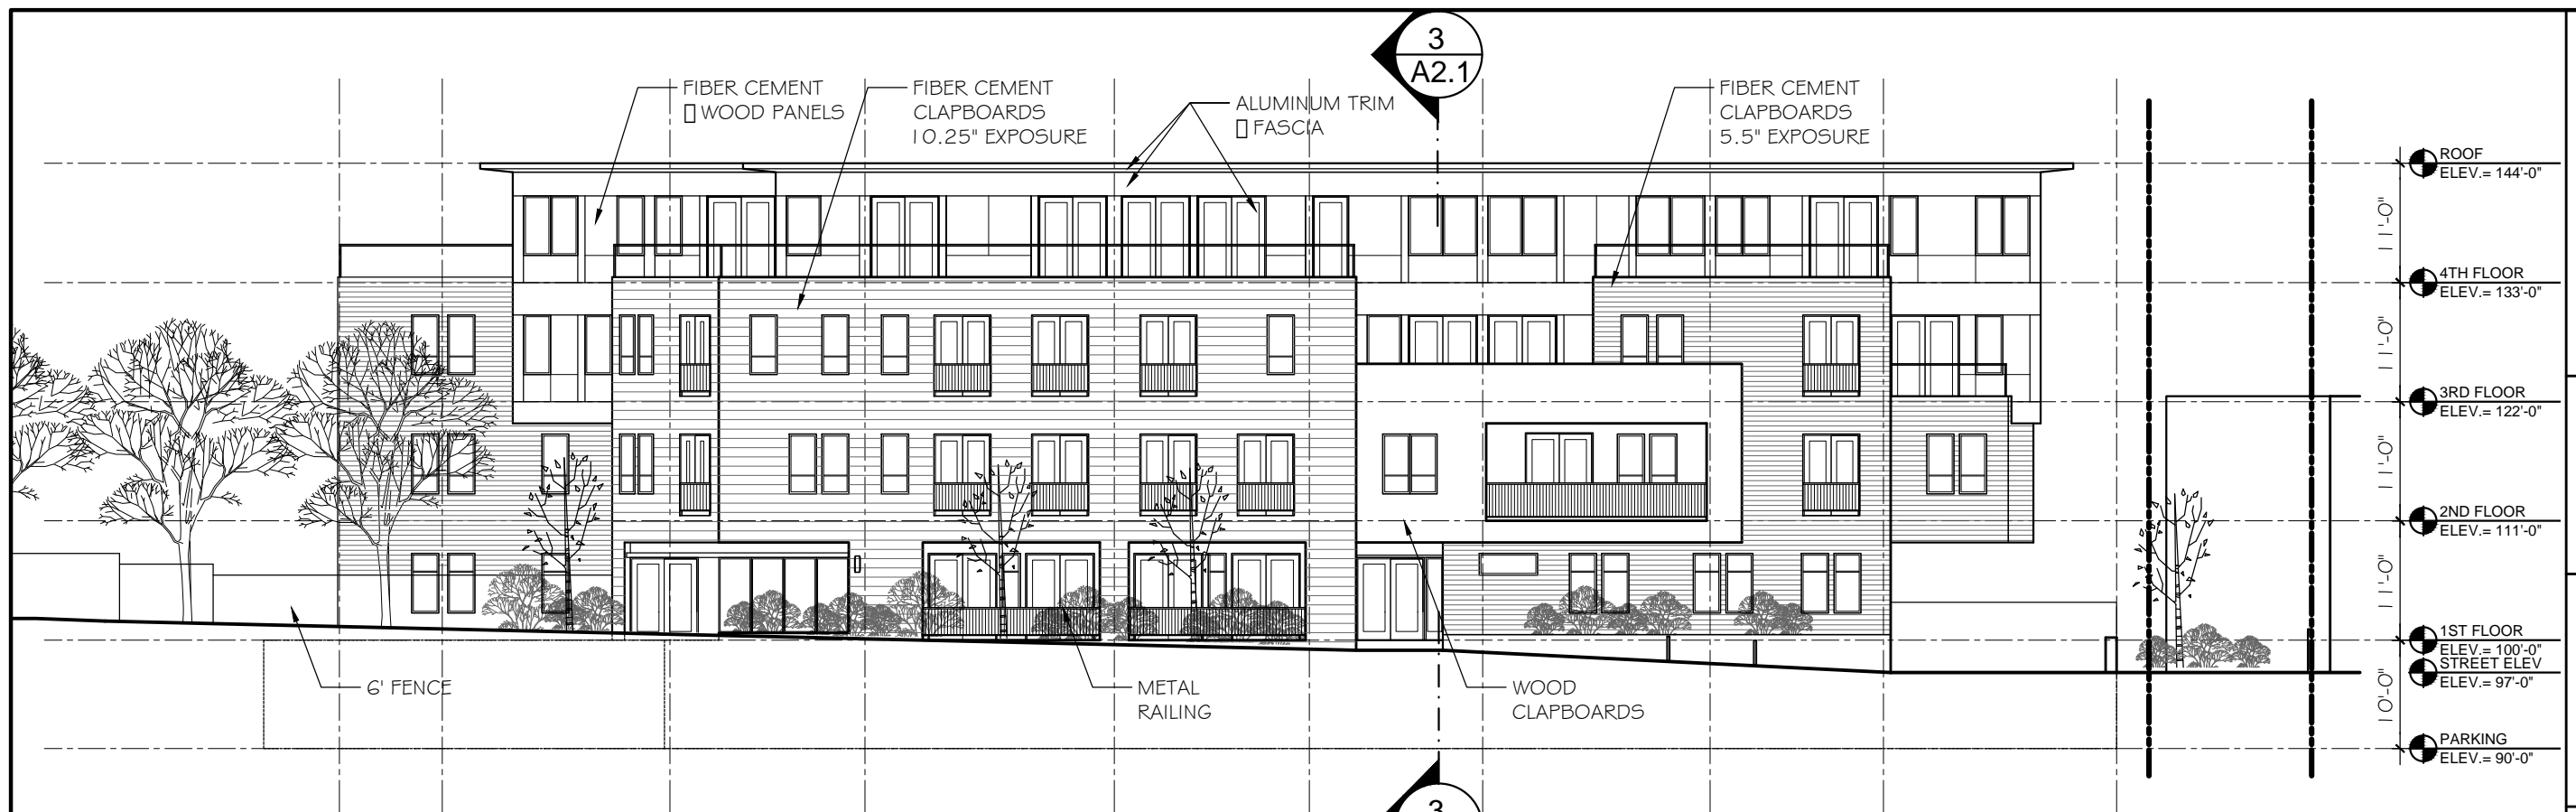 3
A2.1
FIBER CEMENT
▯ WOOD PANELS
FIBER CEMENT
CLAPBOARDS
10.25" EXPOSURE
ALUMINUM TRIM
▯ FASCIA
FIBER CEMENT
CLAPBOARDS
5.5" EXPOSURE
ROOF
ELEV.= 144'-0"
11'-0"
4TH FLOOR
ELEV.= 133'-0"
11'-0"
3RD FLOOR
ELEV.= 122'-0"
11'-0"
2ND FLOOR
ELEV.= 111'-0"
11'-0"
1ST FLOOR
ELEV.= 100'-0"
STREET ELEV
ELEV.= 97'-0"
10'-0"
PARKING
ELEV.= 90'-0"
6' FENCE
METAL
RAILING
WOOD
CLAPBOARDS
3